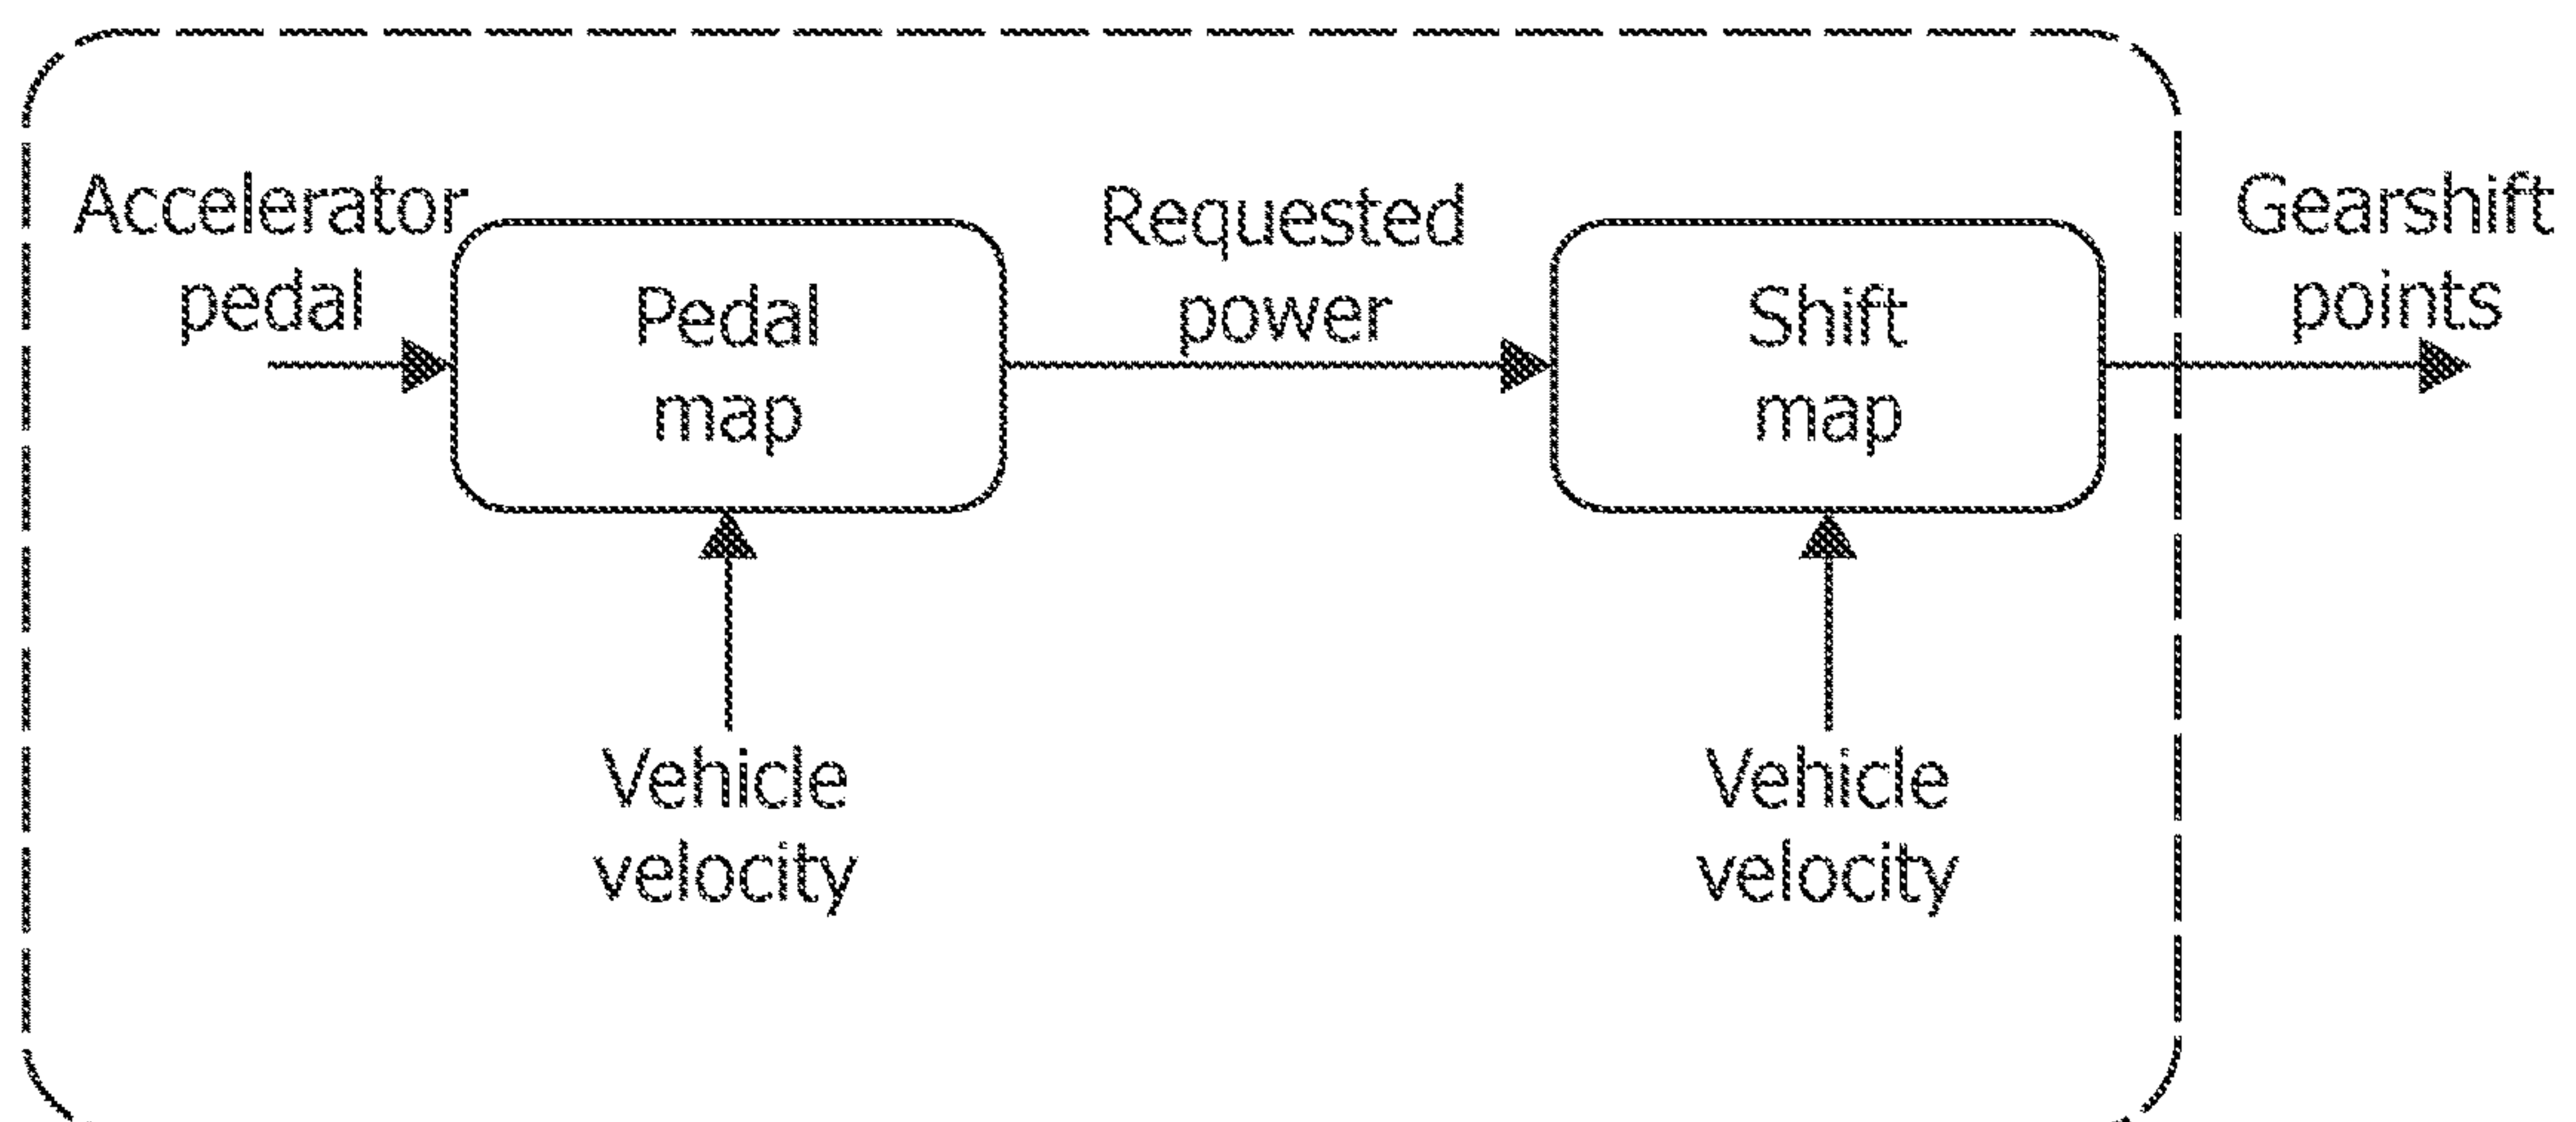 Accelerator
pedal
Pedal
map
Requested
power
Shift
map
Gearshift
points
Vehicle
velocity
Vehicle
velocity